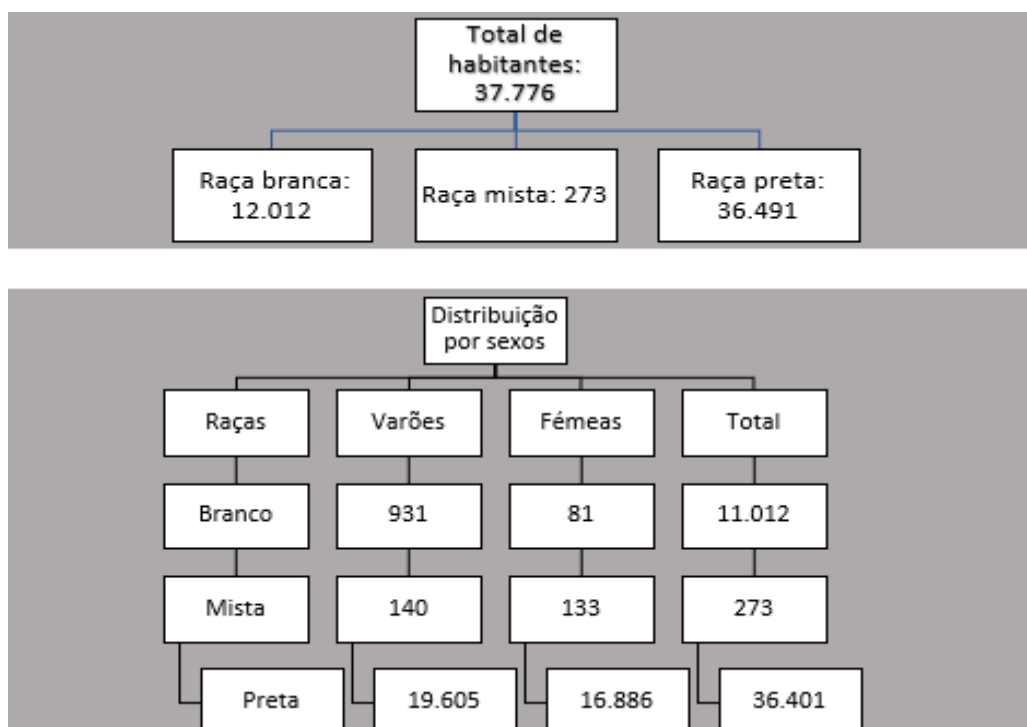 Total de
habitantes:
37.776
Raça branca:
12.012
Raça mista: 273
Raça preta:
36.491
Distribuição
por sexos
Raças
Varões
Fémeas
Total
Branco
931
81
11.012
Mista
140
133
273
Preta
19.605
16.886
36.401